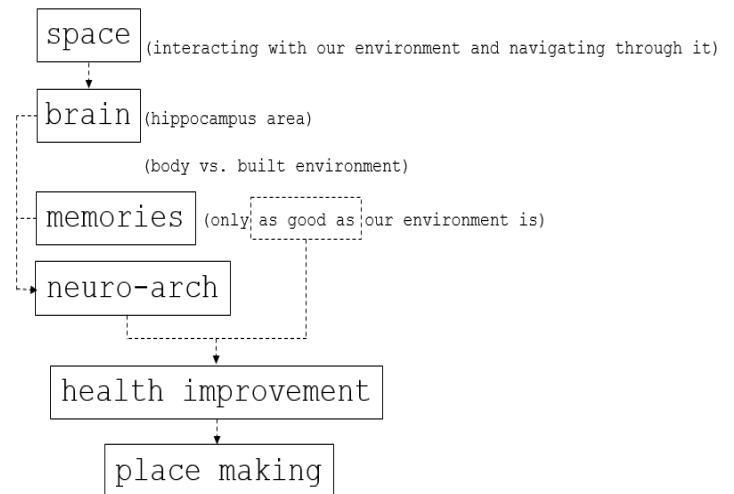 space (interacting with our environment and navigating through it)
brain (hippocampus area)
(body vs. built environment)
memories (only as good as our environment is)
neuro-arch
health improvement
place making